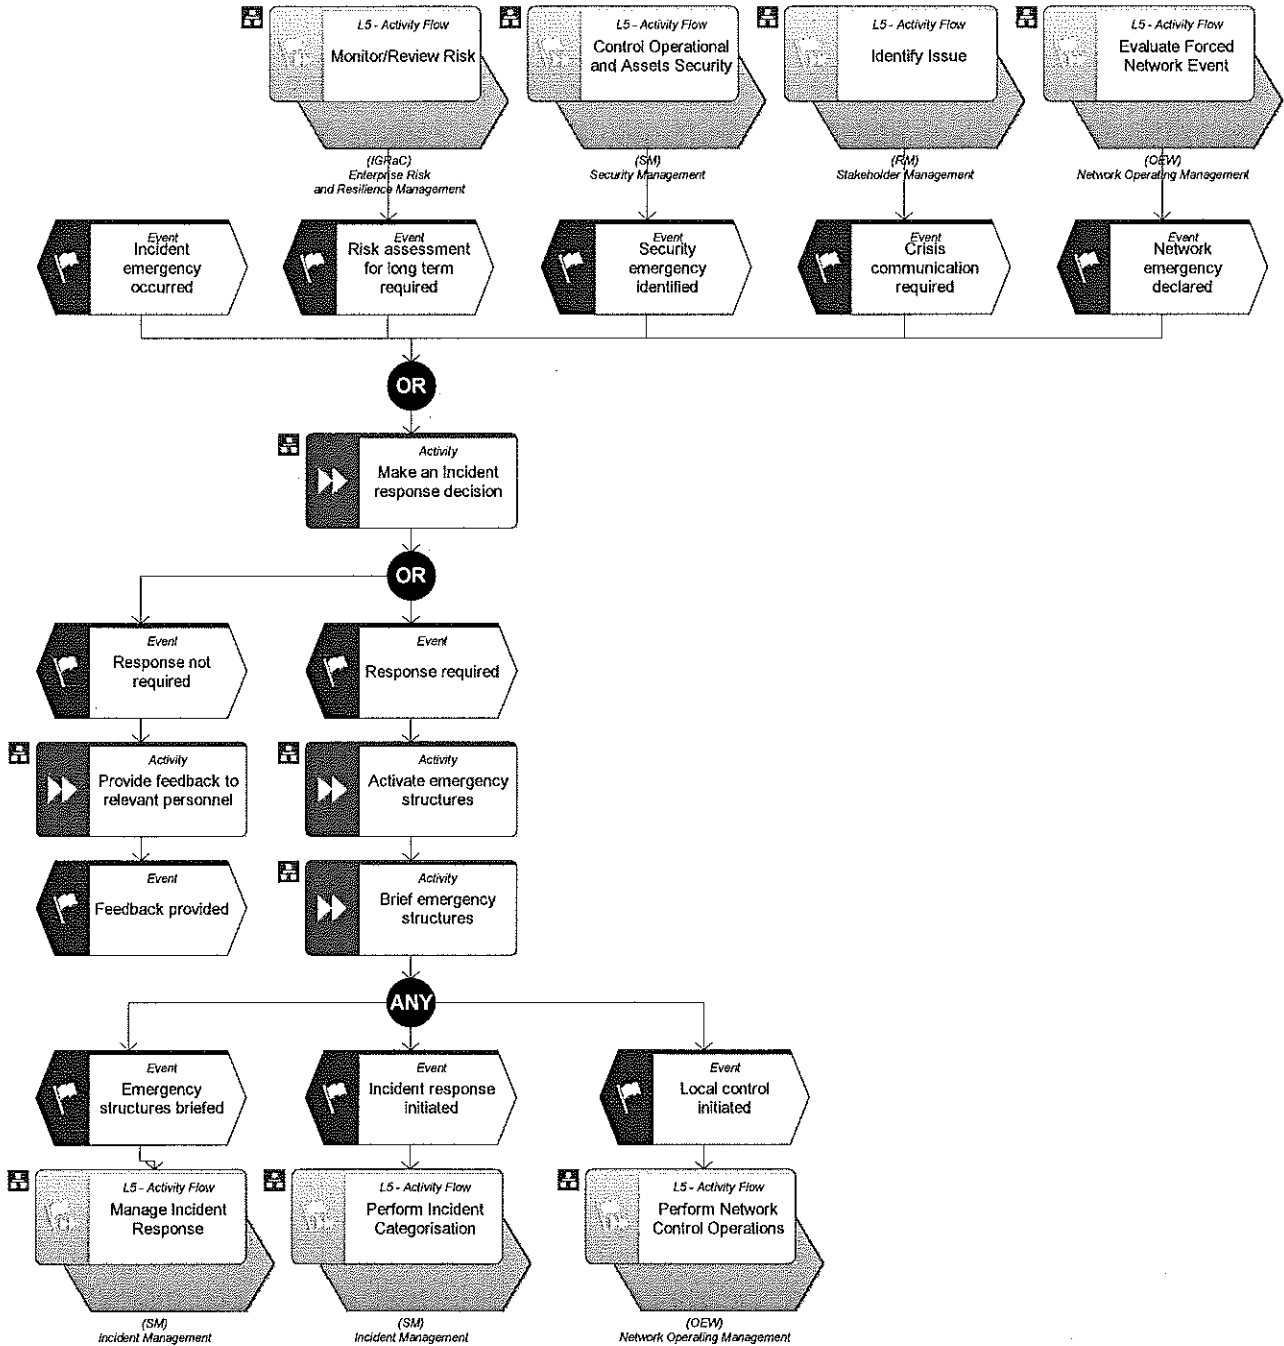 L5 - Activity Flow
Monitor/Review Risk
L5 - Activity Flow
Control Operational
and Assets Security
L5 - Activity Flow
Identify Issue
L5 - Activity Flow
Evaluate Forced
Network Event
(IGRaC)
Enterprise Risk
and Resilience Management
(SM)
Security Management
(RM)
Stakeholder Management
(OEW)
Network Operating Management
Event
Incident
emergency
occurred
Event
Risk assessment
for long term
required
Event
Security
emergency
identified
Event
Crisis
communication
required
Event
Network
emergency
declared
OR
Activity
Make an Incident
response decision
OR
Event
Response not
required
Event
Response required
Activity
Provide feedback to
relevant personnel
Activity
Activate emergency
structures
Event
Feedback provided
Activity
Brief emergency
structures
ANY
Event
Emergency
structures briefed
Event
Incident response
initiated
Event
Local control
initiated
L5 - Activity Flow
Manage Incident
Response
L5 - Activity Flow
Perform Incident
Categorisation
L5 - Activity Flow
Perform Network
Control Operations
(SM)
Incident Management
(SM)
Incident Management
(OEW)
Network Operating Management